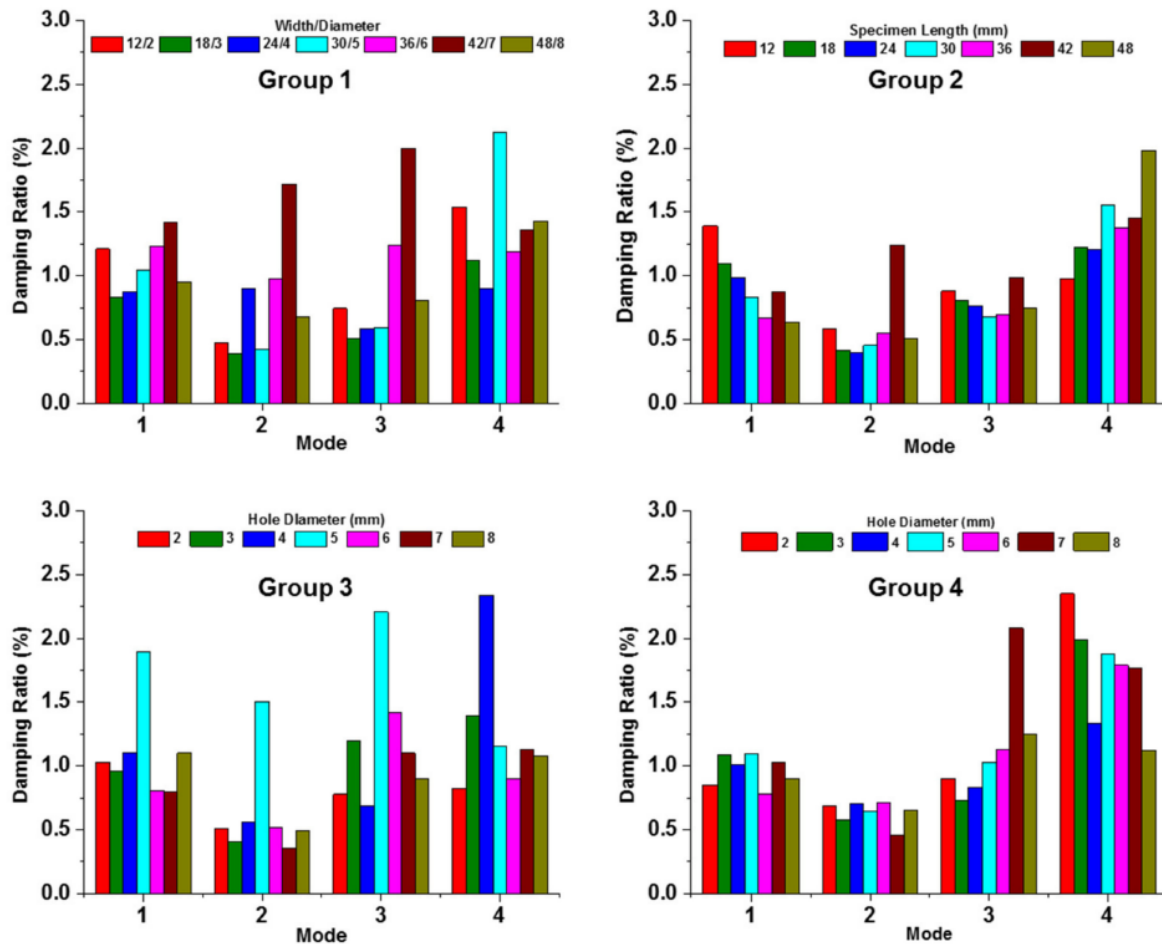 Width/Diameter
12/2 18/3 24/4 30/5 36/6 42/7 48/8
Group 1
Damping Ratio (%)
3.0
2.5
2.0
1.5
1.0
0.5
0.0
1 2 3 4
Mode
Specimen Length (mm)
12 18 24 30 36 42 48
Group 2
Damping Ratio (%)
3.0
2.5
2.0
1.5
1.0
0.5
0.0
1 2 3 4
Mode
Hole Diameter (mm)
2 3 4 5 6 7 8
Group 3
Damping Ratio (%)
3.0
2.5
2.0
1.5
1.0
0.5
0.0
1 2 3 4
Mode
Hole Diameter (mm)
2 3 4 5 6 7 8
Group 4
Damping Ratio (%)
3.0
2.5
2.0
1.5
1.0
0.5
0.0
1 2 3 4
Mode